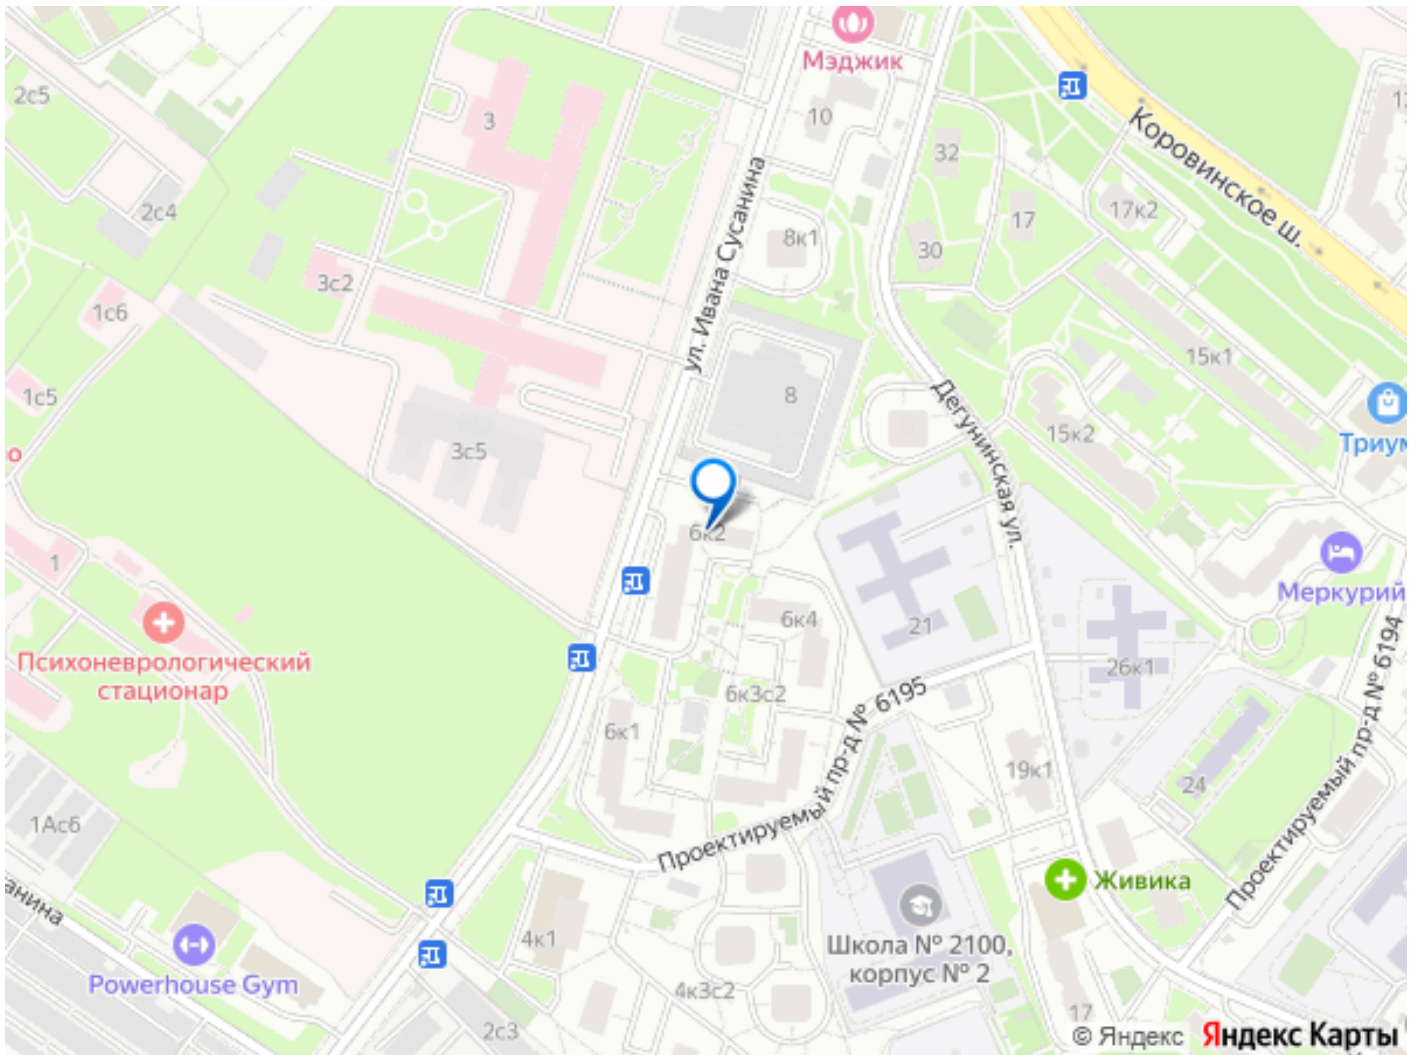 Мэджик
2с5
3
10
32
Коровинское ш.
2с4
17
17к2
8к1
30
ул. Ивана Сусанина
3с2
1с6
15к1
1с5
8
Дегунинская ул.
15к2
Триум
3с5
о
6к2
1
Меркурий
Психоневрологический
стационар
6к4
21
26к1
6к3с2
6к1
Проектируемый пр-д № 6195
Проектируемый пр-д № 6194
19к1
24
1Ас6
Живика
анина
4к1
Школа № 2100,
корпус № 2
Powerhouse Gym
4к3с2
17
2с3
© Яндекс
Яндекс Карты